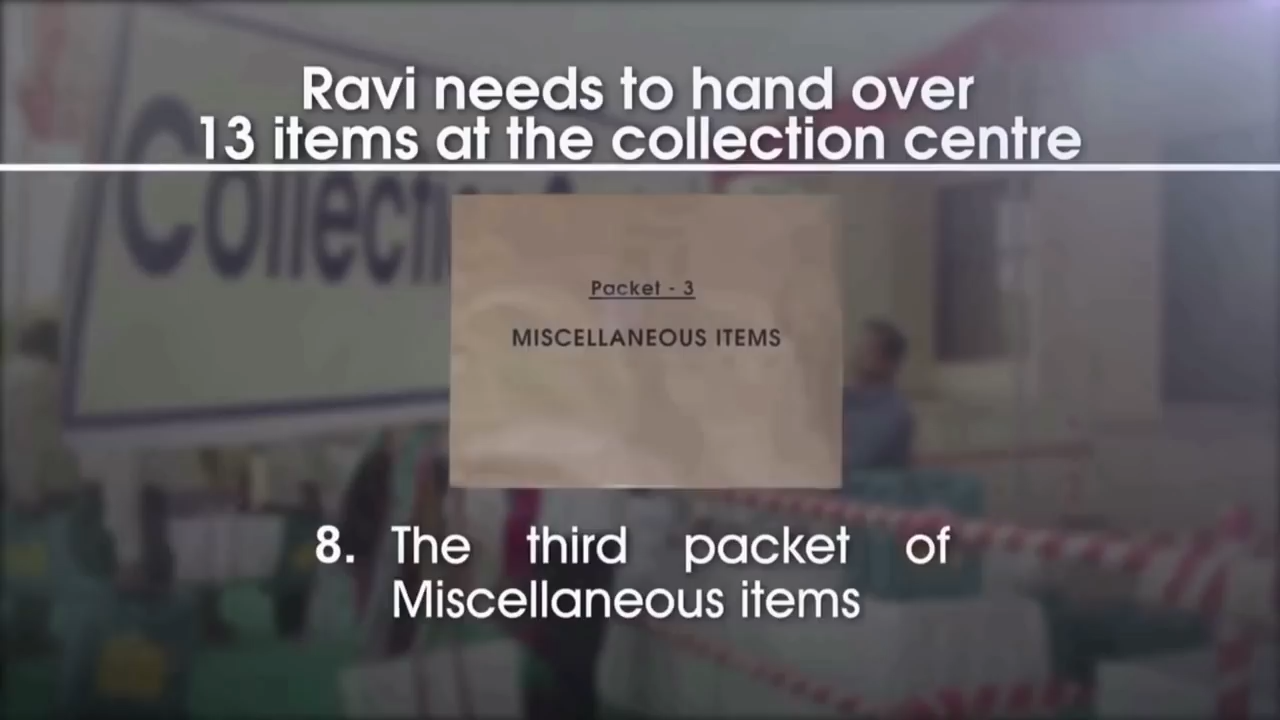 Ravi needs to hand over
13 items at the collection centre
Collecti
Packet - 3
MISCELLANEOUS ITEMS
8. The third packet of
Miscellaneous items